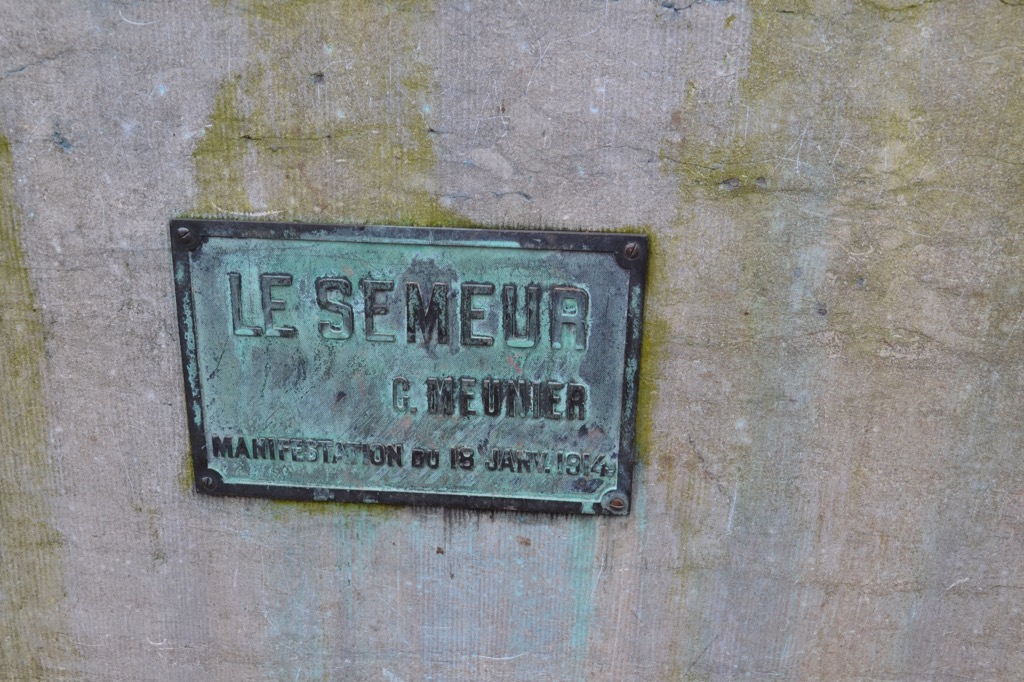 LE SEMEUR
G. MEUNIER
MANIFESTATION DU 18 JANV. 1914